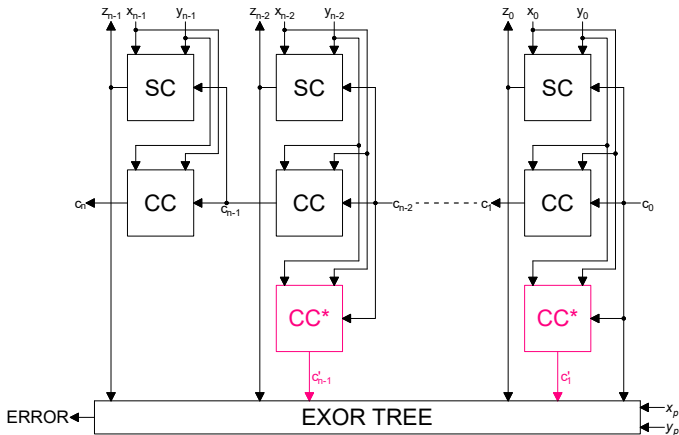 zn-1 xn-1 yn-1 zn-2 xn-2 yn-2 z0 x0 y0
SC SC SC
cn CC cn-1 CC cn-2 c1 CC c0
CC* CC*
c'n-1 c'1
ERROR EXOR TREE xp
yp